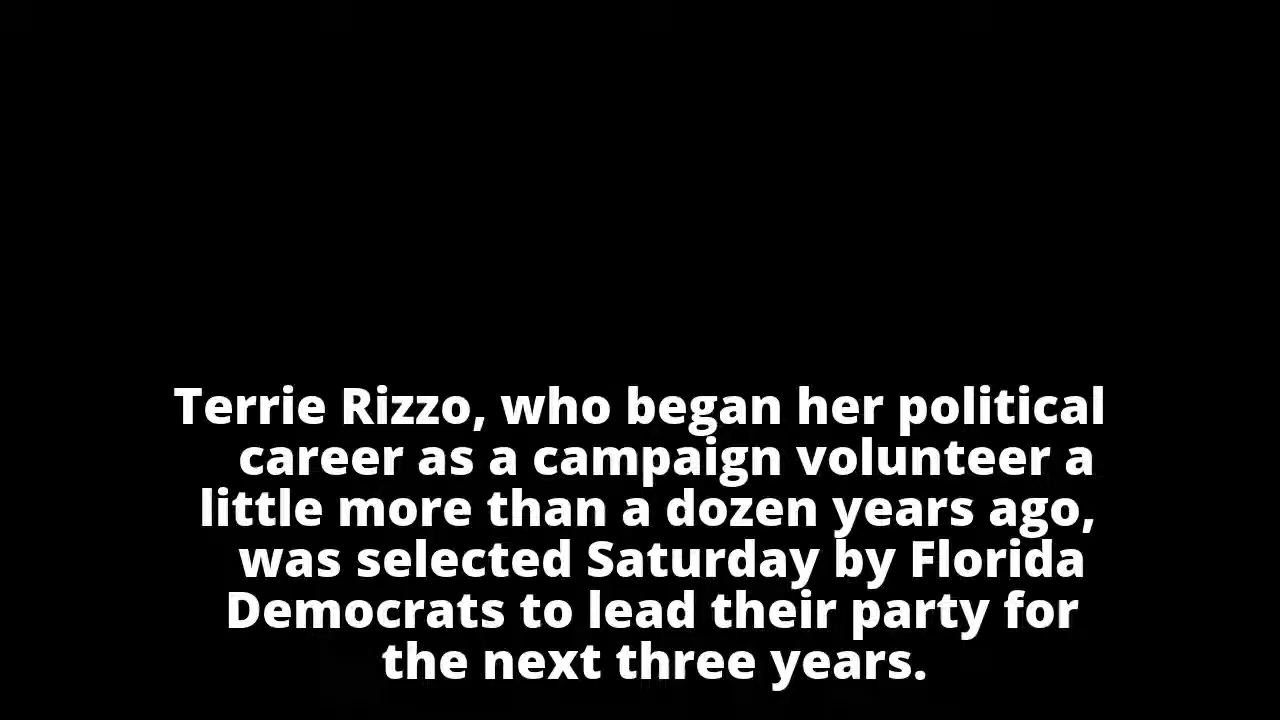 Terrie Rizzo, who began her political
career as a campaign volunteer a
little more than a dozen years ago,
was selected Saturday by Florida
Democrats to lead their party for
the next three years.